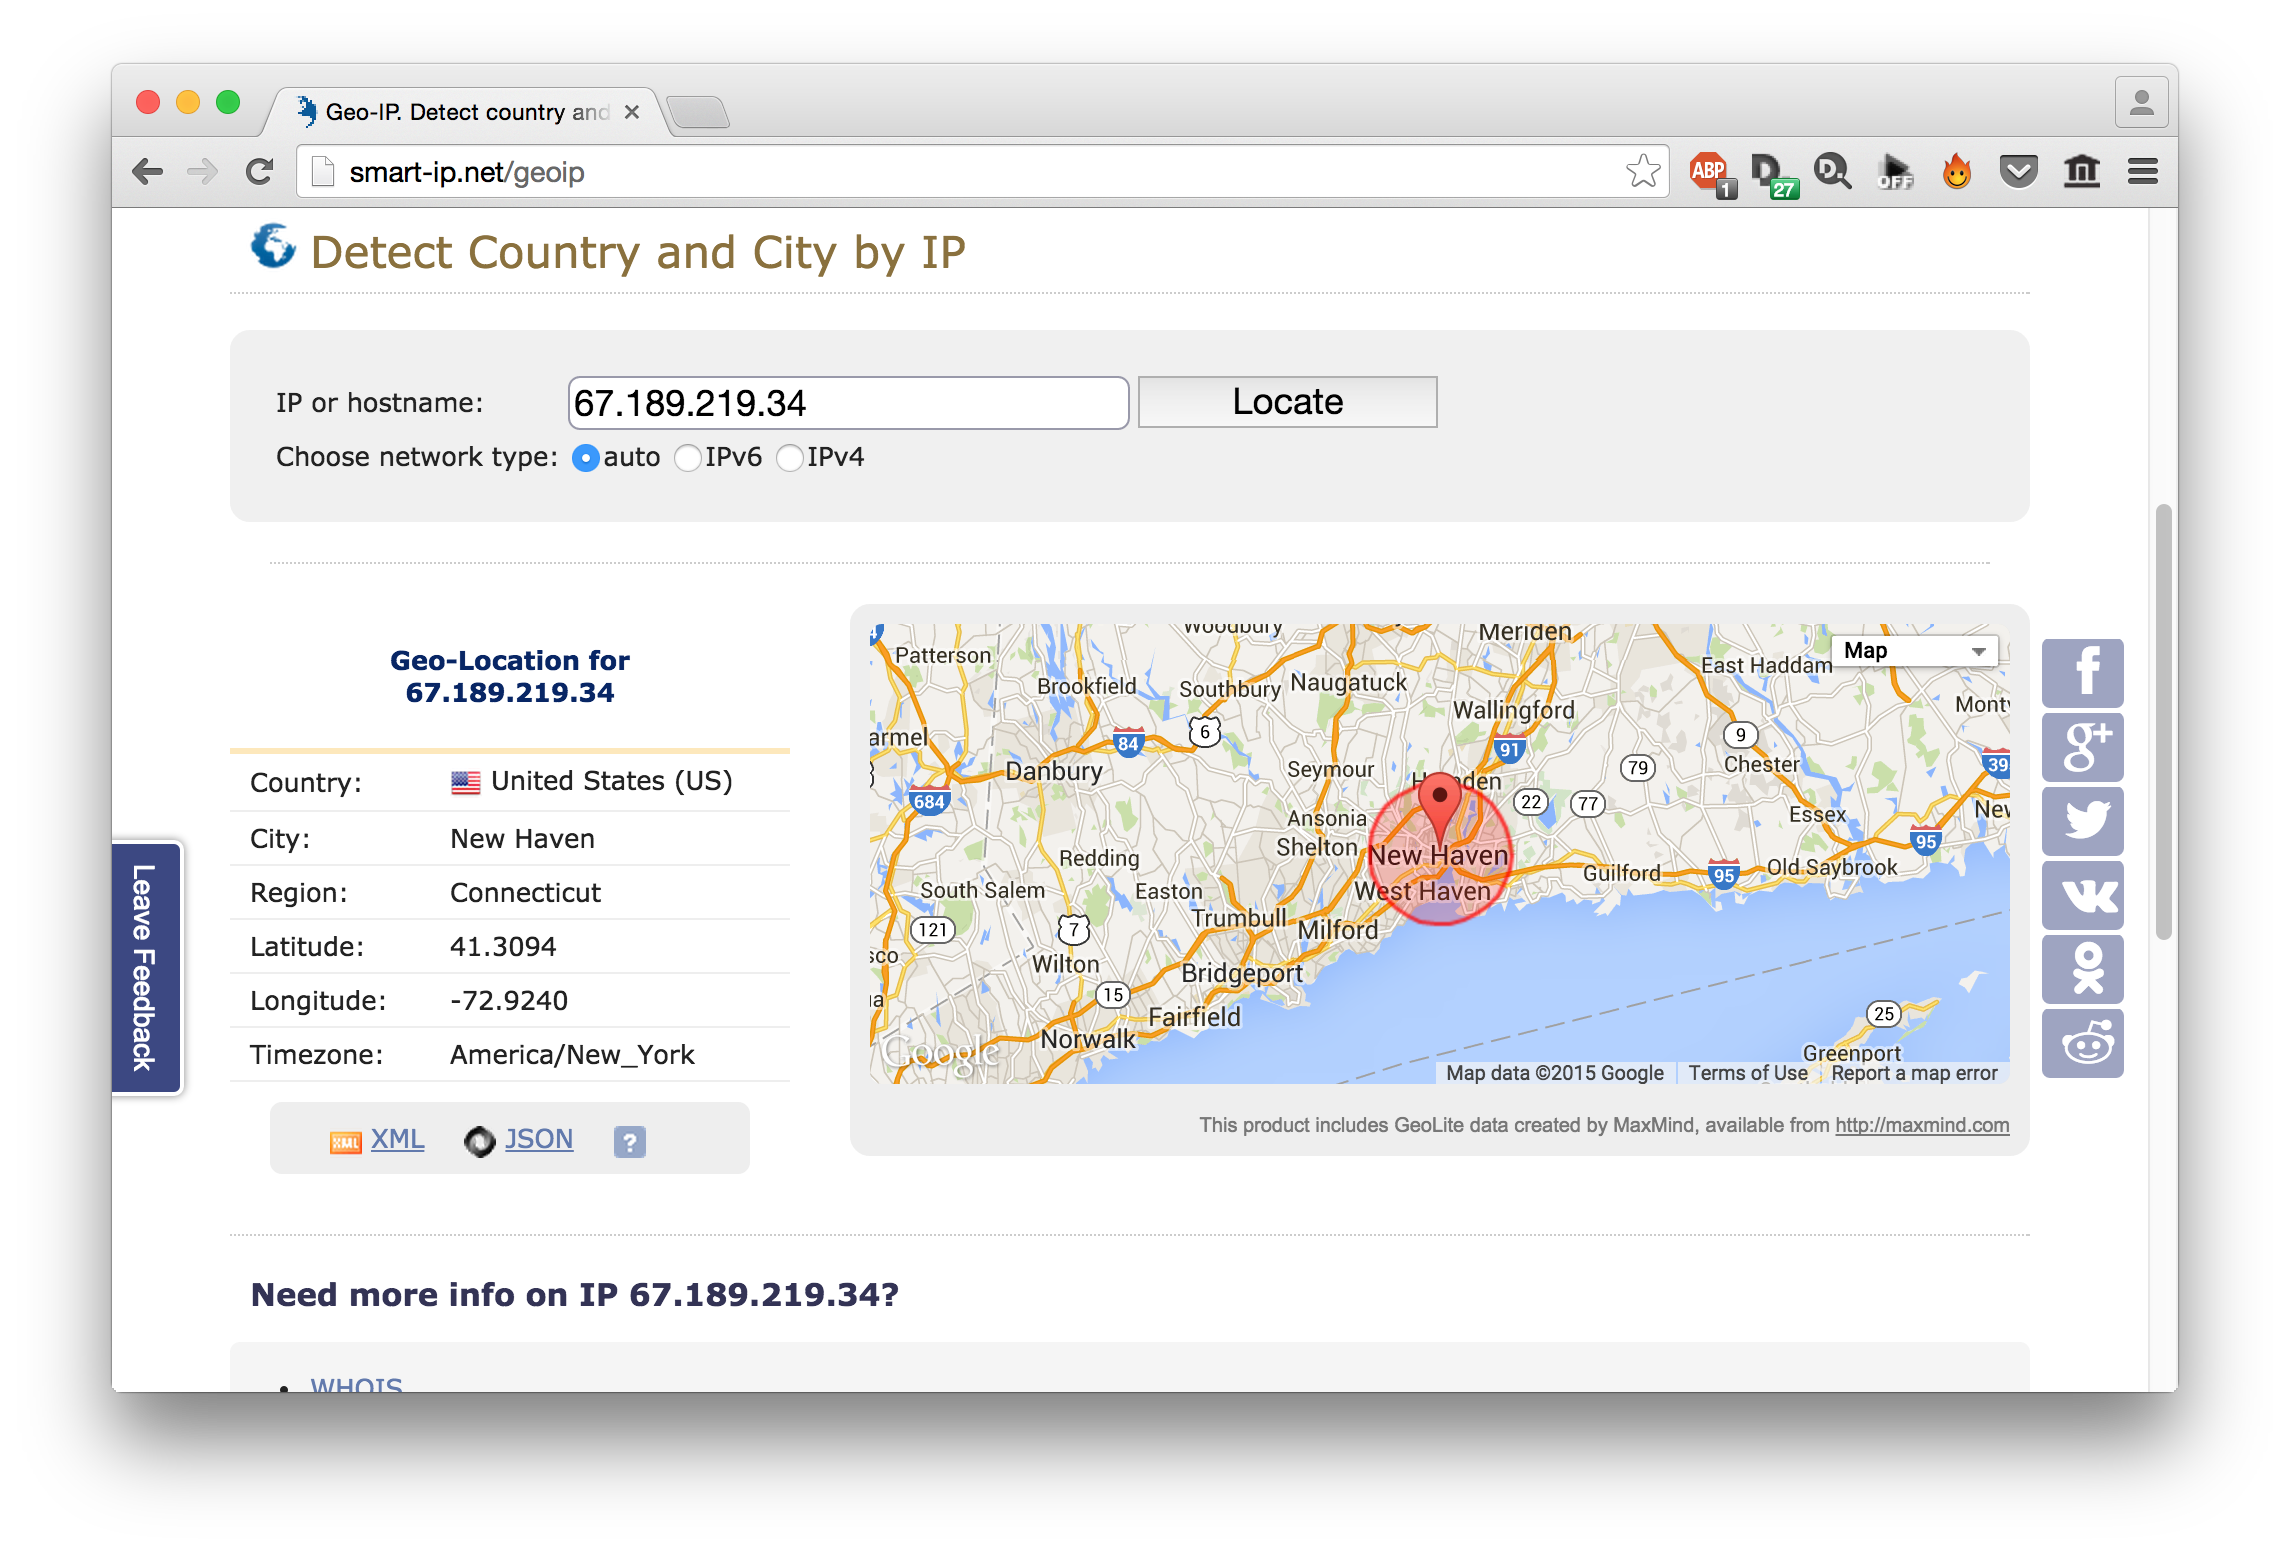 Geo-IP. Detect country and
smart-ip.net/geoip
ABP 1
D 27
D
OFF
Detect Country and City by IP
IP or hostname: 67.189.219.34 Locate
Choose network type: auto IPv6 IPv4
Geo-Location for
67.189.219.34
Country: United States (US)
City: New Haven
Region: Connecticut
Latitude: 41.3094
Longitude: -72.9240
Timezone: America/New_York
XML JSON ?
Leave Feedback
Woodbury
Meriden
Map
Patterson
East Haddam
Brookfield
Southbury
Naugatuck
Wallingford
Monty
armel
84
6
91
9
79
Chester
39
Danbury
Seymour
684
22
77
Ansonia
Essex
New
Shelton
New Haven
95
Redding
Guilford
95
Old Saybrook
South Salem
Easton
West Haven
Trumbull
Milford
121
7
sco
Wilton
Bridgeport
15
Fairfield
25
Norwalk
Google
Greenport
Map data ©2015 Google
Terms of Use
Report a map error
This product includes GeoLite data created by MaxMind, available from http://maxmind.com
f
g+
Need more info on IP 67.189.219.34?
WHOIS